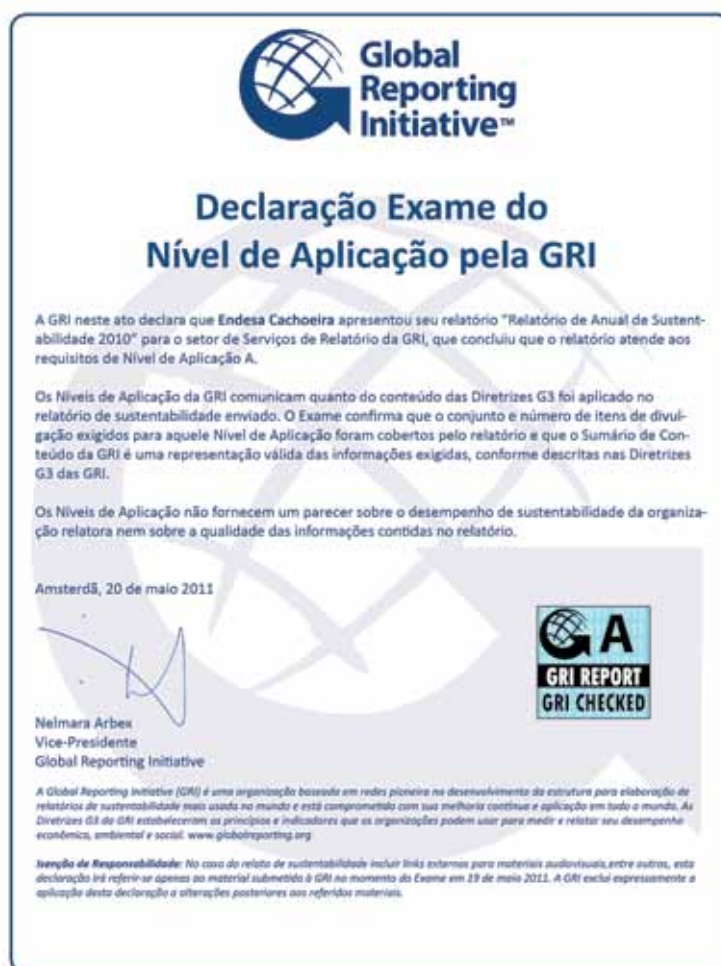 Global
Reporting
Initiative™
Declaração Exame do
Nível de Aplicação pela GRI
A GRI neste ato declara que Endesa Cachoeira apresentou seu relatório "Relatório de Anual de Sustent-
abilidade 2010" para o setor de Serviços de Relatório da GRI, que concluiu que o relatório atende aos
requisitos de Nível de Aplicação A.
Os Níveis de Aplicação da GRI comunicam quanto do conteúdo das Diretrizes G3 foi aplicado no
relatório de sustentabilidade enviado. O Exame confirma que o conjunto e número de itens de divul-
gação exigidos para aquele Nível de Aplicação foram cobertos pelo relatório e que o Sumário de Con-
teúdo da GRI é uma representação válida das informações exigidas, conforme descritas nas Diretrizes
G3 das GRI.
Os Níveis de Aplicação não fornecem um parecer sobre o desempenho de sustentabilidade da organiza-
ção relatora nem sobre a qualidade das informações contidas no relatório.
Amsterdã, 20 de maio 2011
A
GRI REPORT
GRI CHECKED
Nelmara Arbex
Vice-Presidente
Global Reporting Initiative
A Global Reporting Initiative (GRI) é uma organização baseada em redes pioneira no desenvolvimento da estrutura para elaboração de
relatórios de sustentabilidade mais usada no mundo e está comprometida com sua melhoria contínua e aplicação em todo o mundo. As
Diretrizes G3 da GRI estabeleceram os princípios e indicadores que as organizações podem usar para medir e relatar seu desempenho
econômico, ambiental e social. www.globalreporting.org
Isenção de Responsabilidade: No caso do relato de sustentabilidade incluir links externos para materiais audiovisuais,entre outros, esta
declaração irá referir-se apenas ao material submetido à GRI no momento do Exame em 19 de maio 2011. A GRI exclui expressamente a
aplicação desta declaração a alterações posteriores aos referidos materiais.